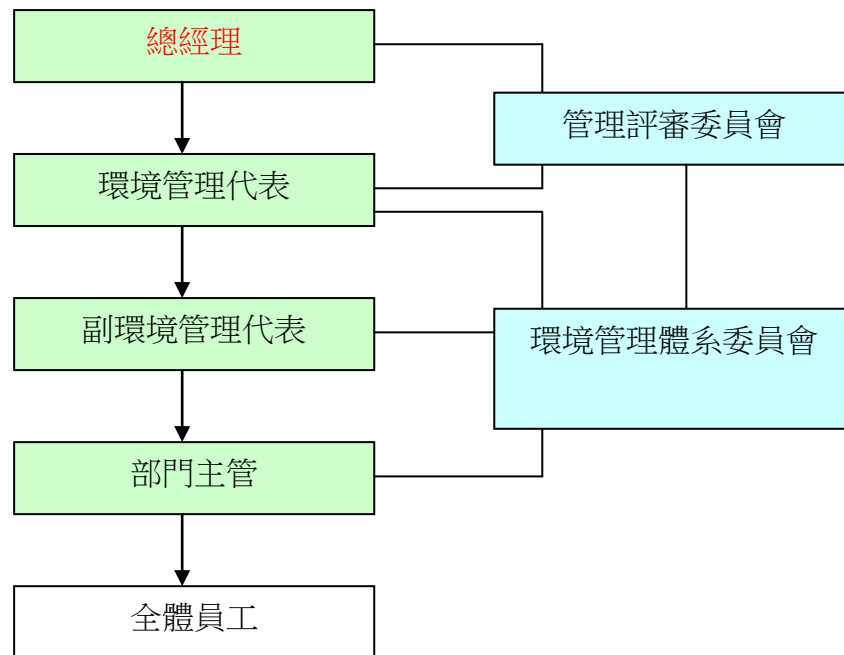 總經理
管理評審委員會
環境管理代表
副環境管理代表
環境管理體系委員會
部門主管
全體員工